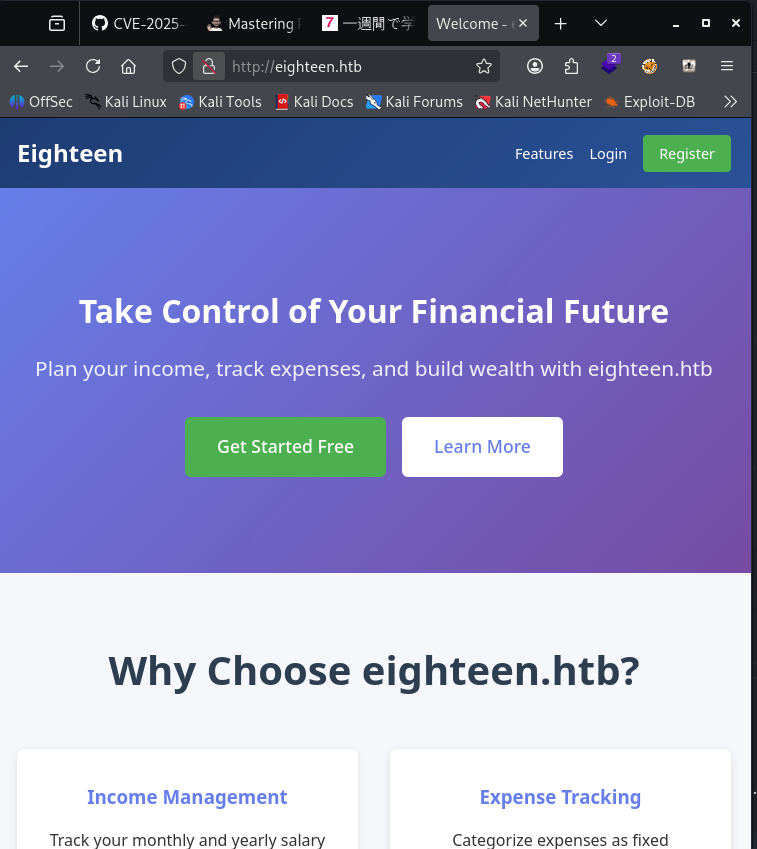 CVE-2025-
Mastering
7 一週間で学
Welcome - e
2
http://eighteen.htb
OffSec Kali Linux Kali Tools Kali Docs Kali Forums Kali NetHunter Exploit-DB
Eighteen
Features Login Register
Take Control of Your Financial Future
Plan your income, track expenses, and build wealth with eighteen.htb
Get Started Free Learn More
Why Choose eighteen.htb?
Income Management
Expense Tracking
Track your monthly and yearly salary
Categorize expenses as fixed